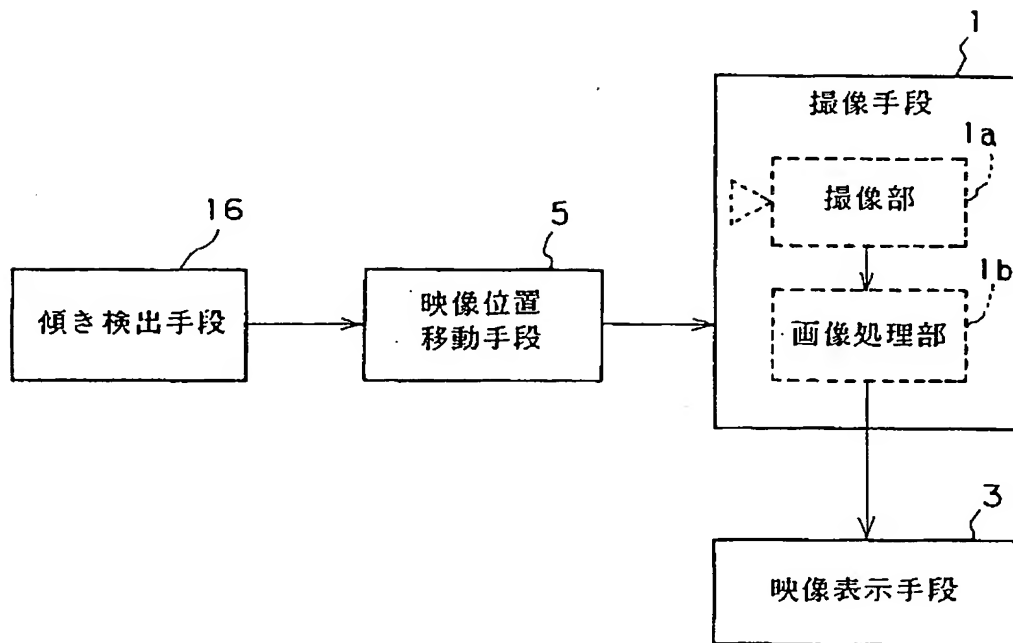 1
撮像手段
1a
撮像部
16
5
1b
傾き検出手段
映像位置
移動手段
画像処理部
3
映像表示手段